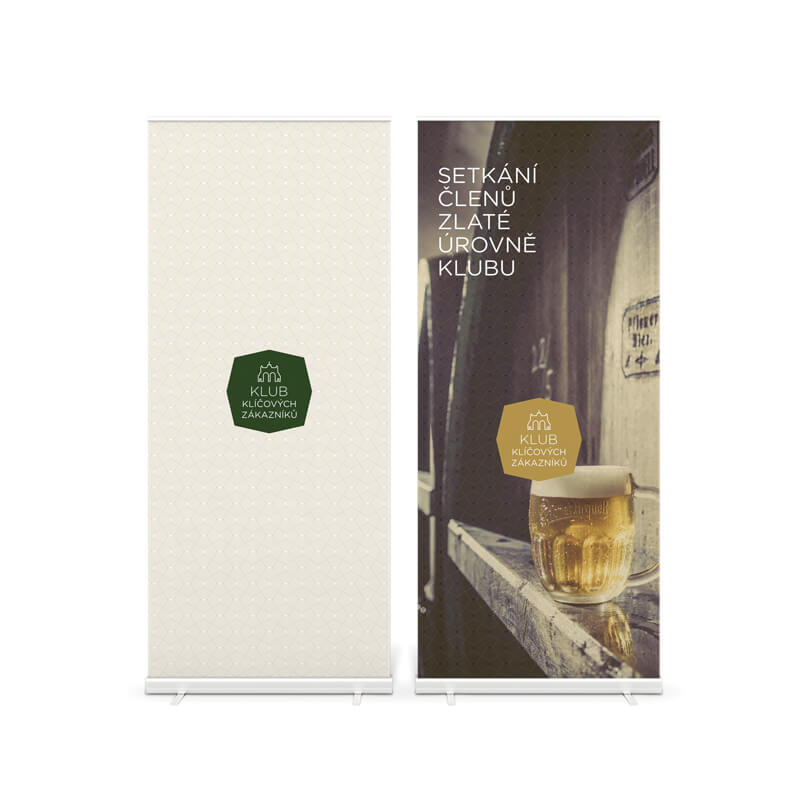 KLUB
KLÍČOVÝCH
ZÁKAZNÍKŮ
SETKÁNÍ
ČLENŮ
ZLATÉ
ÚROVNĚ
KLUBU
KLUB
KLÍČOVÝCH
ZÁKAZNÍKŮ